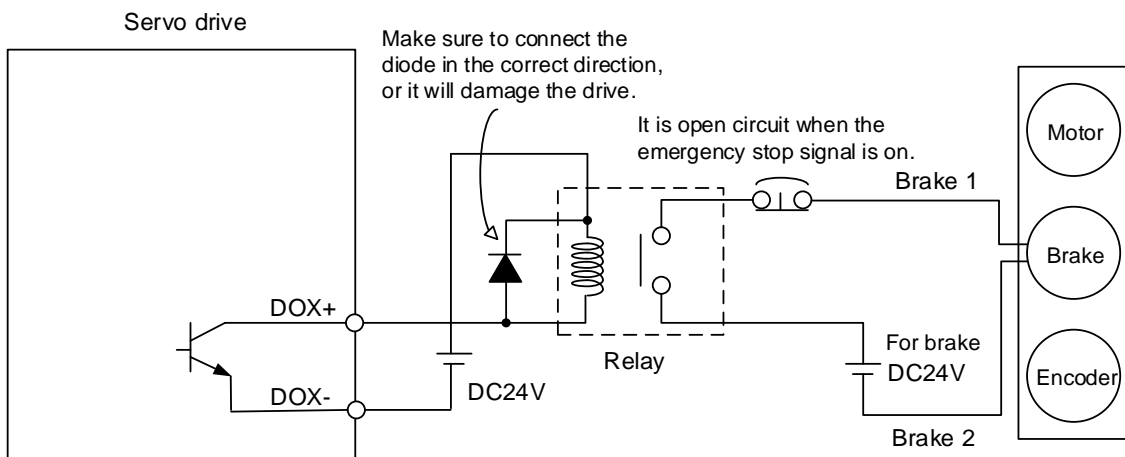 Servo drive
Make sure to connect the
diode in the correct direction,
or it will damage the drive.
It is open circuit when the
emergency stop signal is on.
Motor
Brake 1
Brake
DOX+
Relay
For brake
DC24V
DC24V
Encoder
DOX-
Brake 2